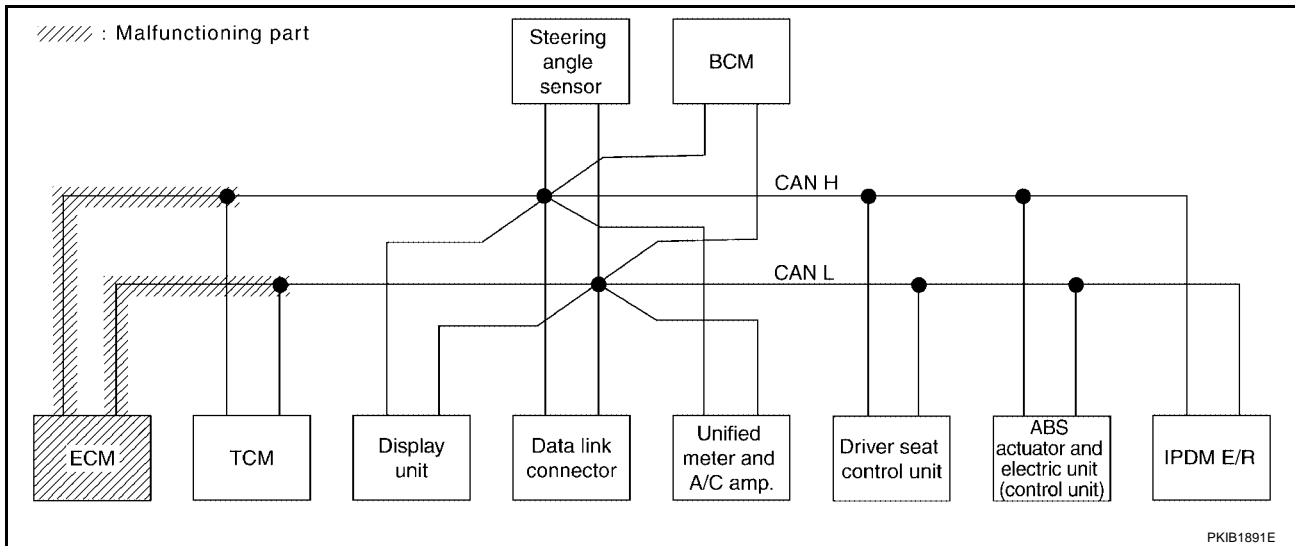 : Malfunctioning part
Steering
angle
sensor
BCM
CAN H
CAN L
ECM
TCM
Display
unit
Data link
connector
Unified
meter and
A/C amp.
Driver seat
control unit
ABS
actuator and
electric unit
(control unit)
IPDM E/R
PKIB1891E